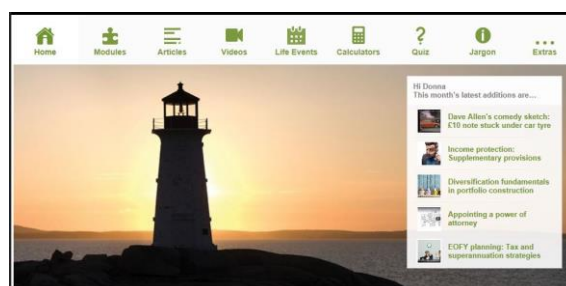 Home Modules Articles Videos Life Events Calculators Quiz Jargon Extras
Hi Donna
This month's latest additions are...
Dave Allen's comedy sketch:
£10 note stuck under car tyre
Income protection:
Supplementary provisions
Diversification fundamentals
in portfolio construction
Appointing a power of
attorney
EOFY planning: Tax and
superannuation strategies